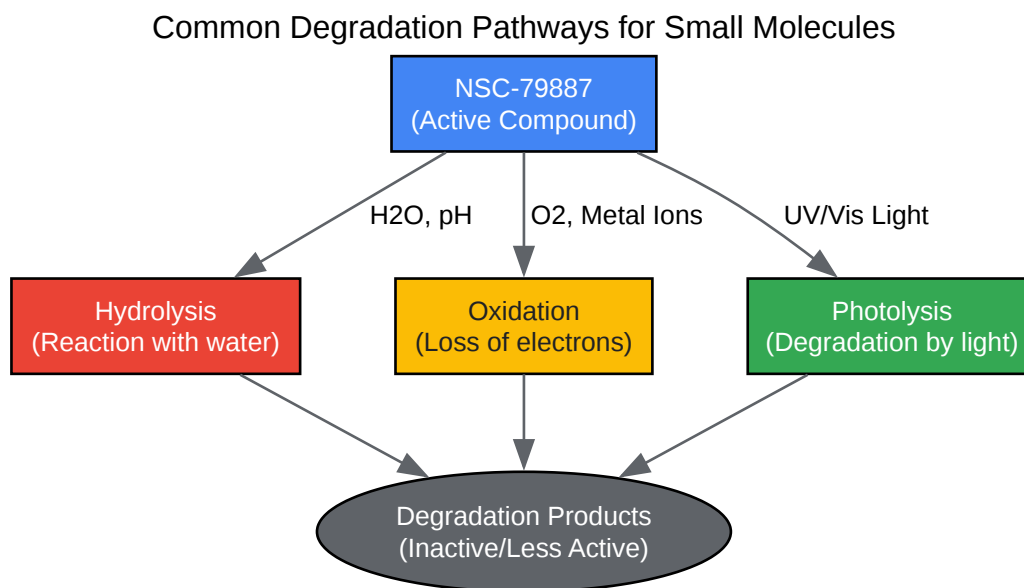 Common Degradation Pathways for Small Molecules
NSC-79887
(Active Compound)
H2O, pH
O2, Metal Ions
UV/Vis Light
Hydrolysis
(Reaction with water)
Oxidation
(Loss of electrons)
Photolysis
(Degradation by light)
Degradation Products
(Inactive/Less Active)